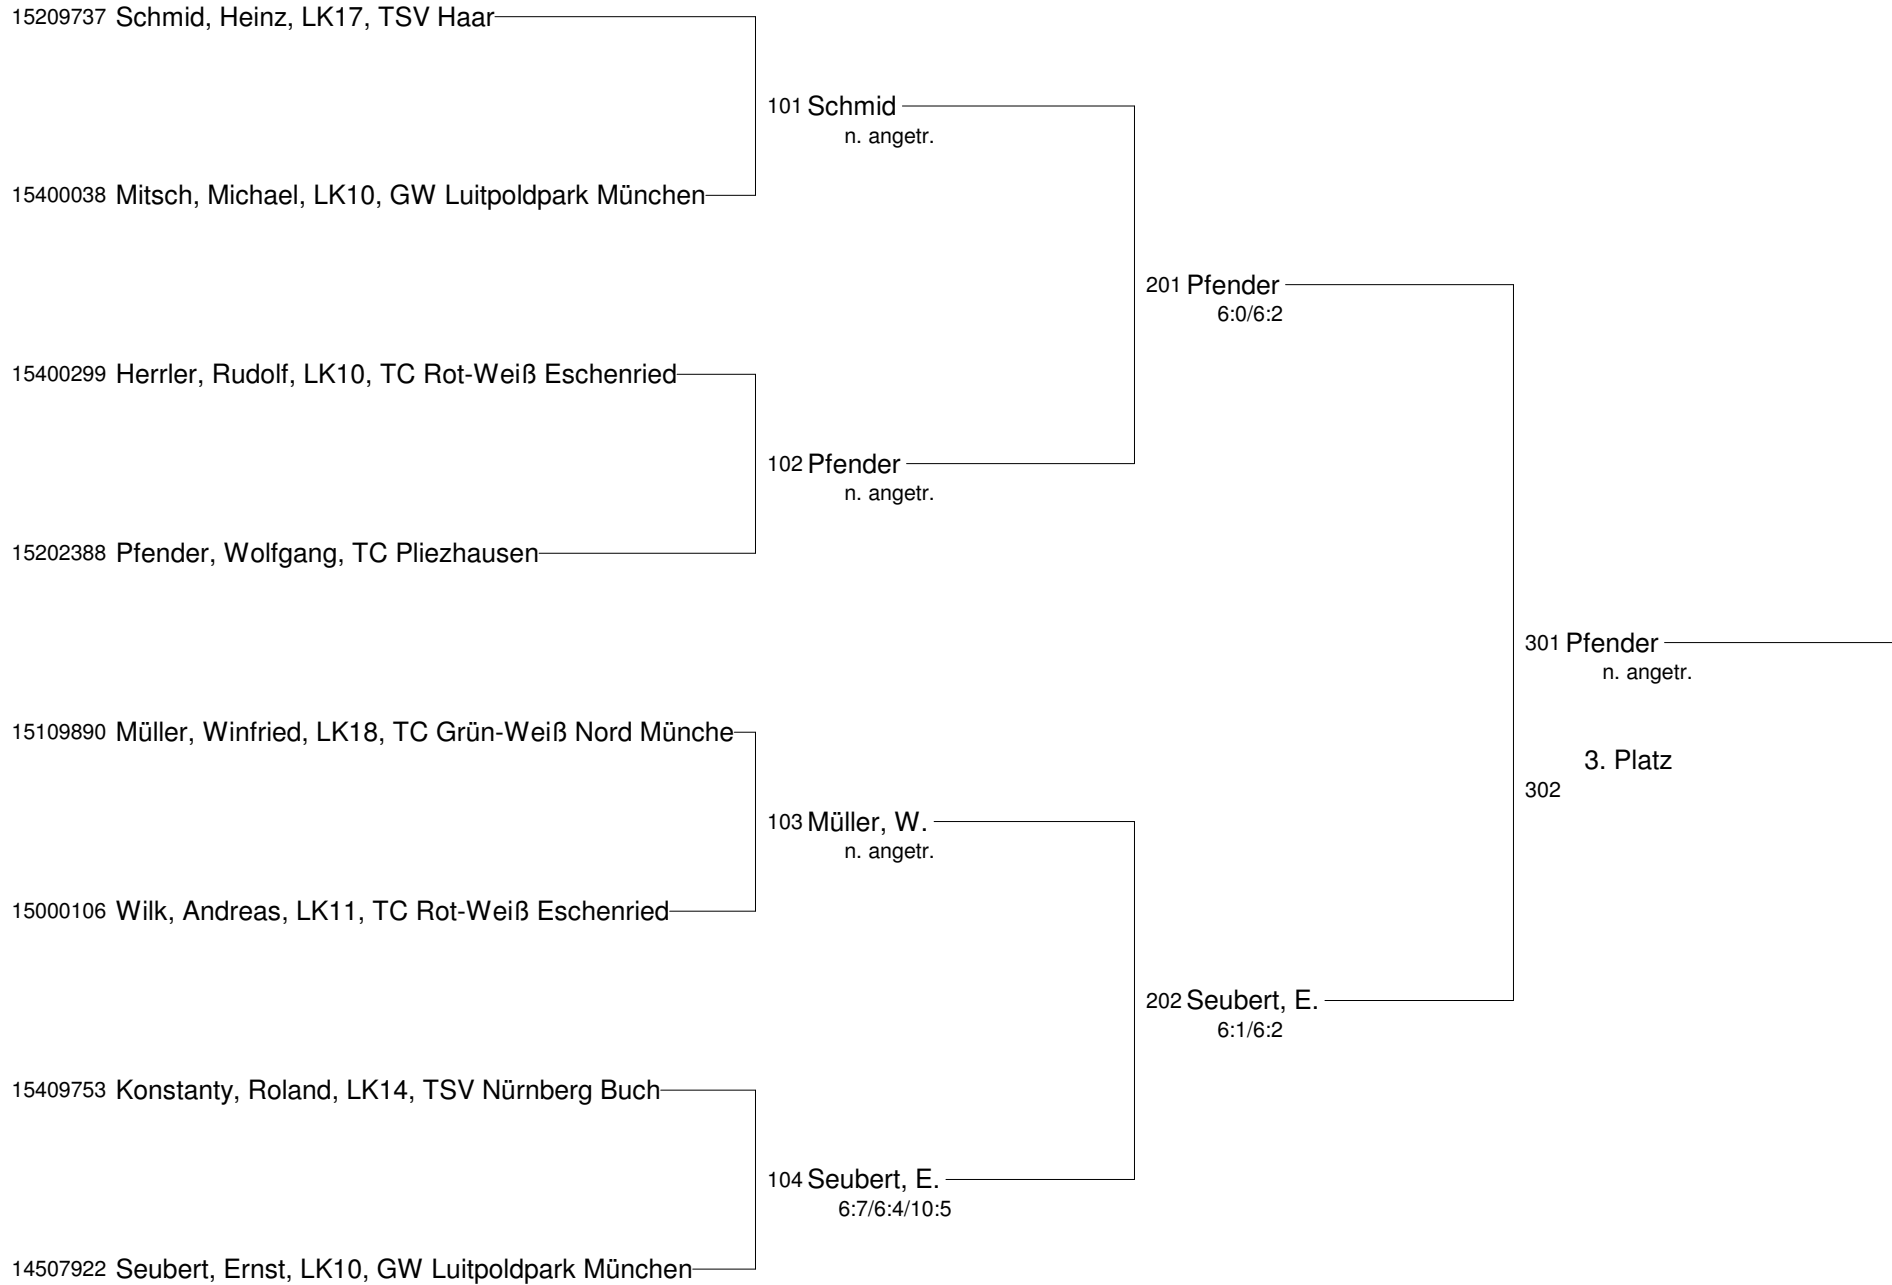 15209737 Schmid, Heinz, LK17, TSV Haar
101 Schmid
n. angetr.
15400038 Mitsch, Michael, LK10, GW Luitpoldpark München
201 Pfender
6:0/6:2
15400299 Herrler, Rudolf, LK10, TC Rot-Weiß Eschenried
102 Pfender
n. angetr.
15202388 Pfender, Wolfgang, TC Pliezhausen
301 Pfender
n. angetr.
15109890 Müller, Winfried, LK18, TC Grün-Weiß Nord Münche
3. Platz
302
103 Müller, W.
n. angetr.
15000106 Wilk, Andreas, LK11, TC Rot-Weiß Eschenried
202 Seubert, E.
6:1/6:2
15409753 Konstanty, Roland, LK14, TSV Nürnberg Buch
104 Seubert, E.
6:7/6:4/10:5
14507922 Seubert, Ernst, LK10, GW Luitpoldpark München